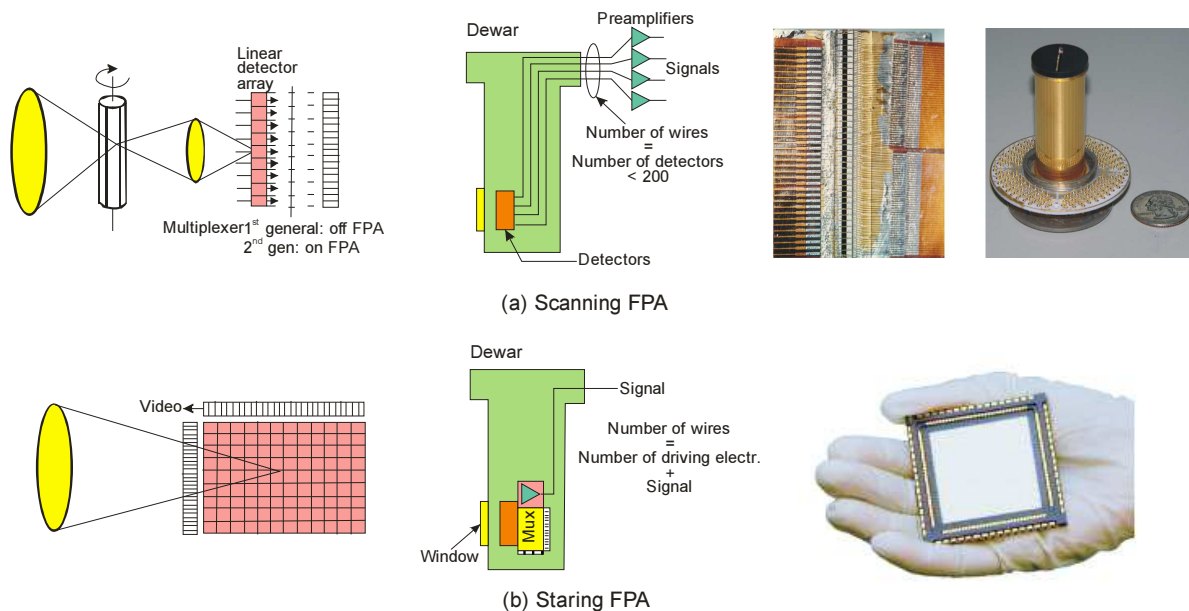 Linear
detector
array
Multiplexer1st general: off FPA
2nd gen: on FPA
Dewar
Preamplifiers
Signals
Number of wires
=
Number of detectors
< 200
Detectors
(a) Scanning FPA
Video
Dewar
Signal
Number of wires
=
Number of driving electr.
+
Signal
Mux
Window
(b) Staring FPA